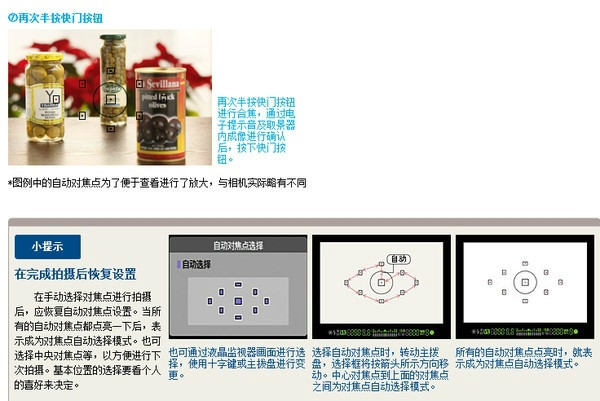 ⑦再次半按快门按钮
Sevillana
pitted black
olives
再次半按快门按钮
进行合焦，通过电
子提示音及取景器
内成像进行确认
后，按下快门按
钮。
*图例中的自动对焦点为了便于查看进行了放大，与相机实际略有不同
小提示
在完成拍摄后恢复设置
在手动选择对焦点进行拍摄
后，应恢复自动对焦点设置。当所
有的自动对焦点都点亮一下后，表
示成为对焦点自动选择模式。也可
选择中央对焦点等，以方便进行下
次拍摄。基本位置的选择要看个人
的喜好来决定。
自动对焦点选择
自动选择
也可通过液晶监视器画面进行选
择，使用十字键或主拨盘进行变
更。
自动
选择自动对焦点时，转动主拨
盘，选择框将按箭头所示方向移
动。中心对焦点到上面的对焦点
之间为对焦点自动选择模式。
所有的自动对焦点点亮时，就表
示成为对焦点自动选择模式。